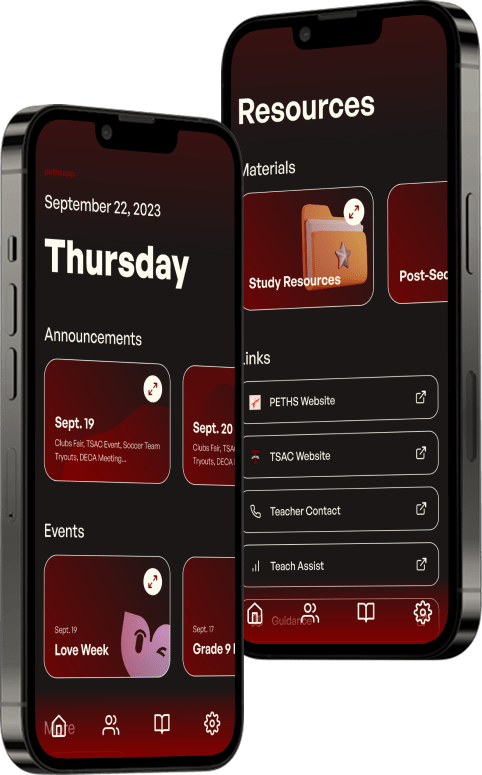 September 22, 2023
Thursday
Announcements
Sept. 19
Clubs Fair, TSAC Event, Soccer Team
Tryouts, DECA Meeting...
Sept. 20
Clubs Fair, TSA
Tryouts, DECA
Events
Sept. 19
Love Week
Sept. 17
Grade 9
More
Resources
Materials
Study Resources
Post-Sec
Links
PETHS Website
TSAC Website
Teacher Contact
Teach Assist
Guidance